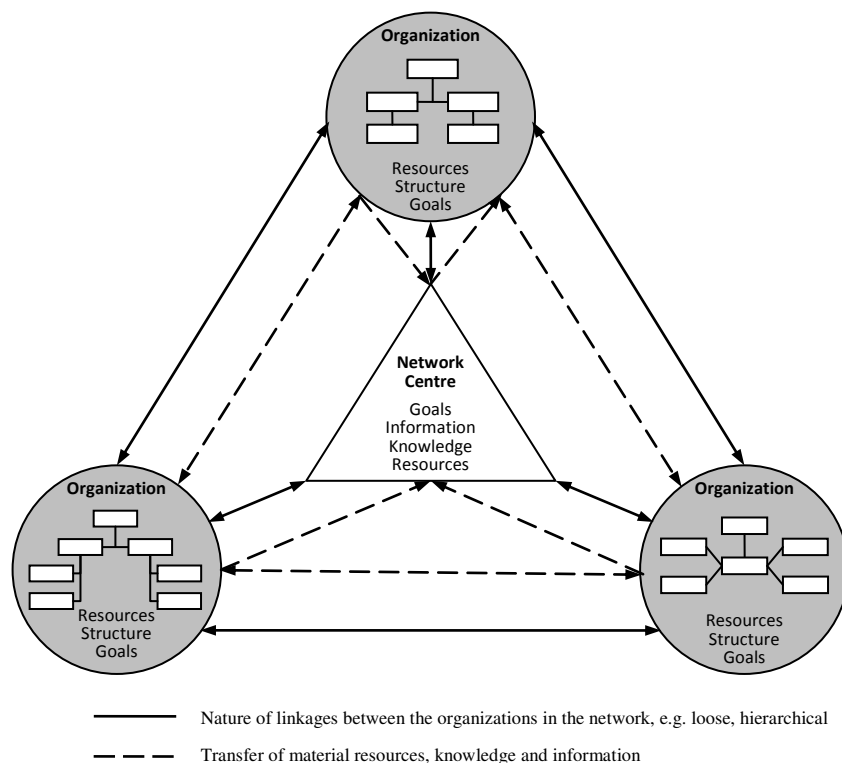 Organization
Resources
Structure
Goals
Network
Centre
Goals
Information
Knowledge
Resources
Organization
Resources
Structure
Goals
Organization
Resources
Structure
Goals
Nature of linkages between the organizations in the network, e.g. loose, hierarchical
Transfer of material resources, knowledge and information